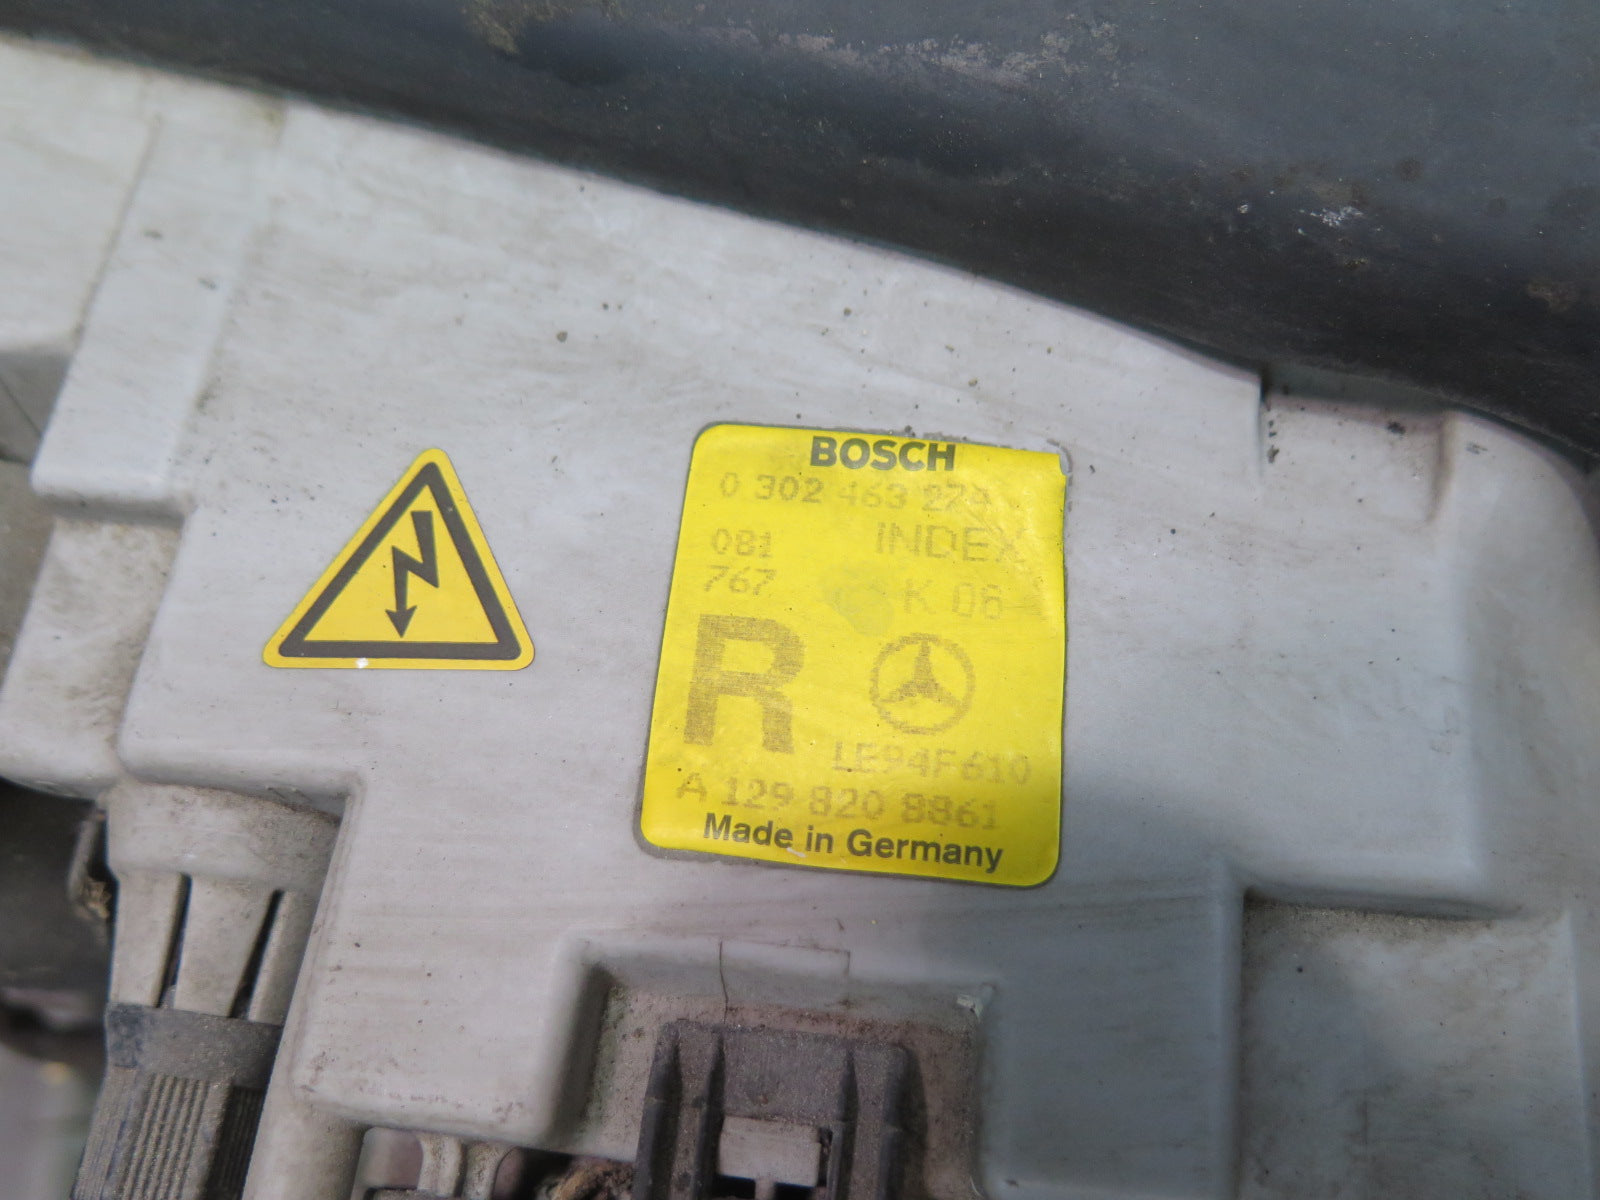 BOSCH
0 302 463 274
081 INDEX
767 K 06
R
LE94F610
A 129 820 8861
Made in Germany